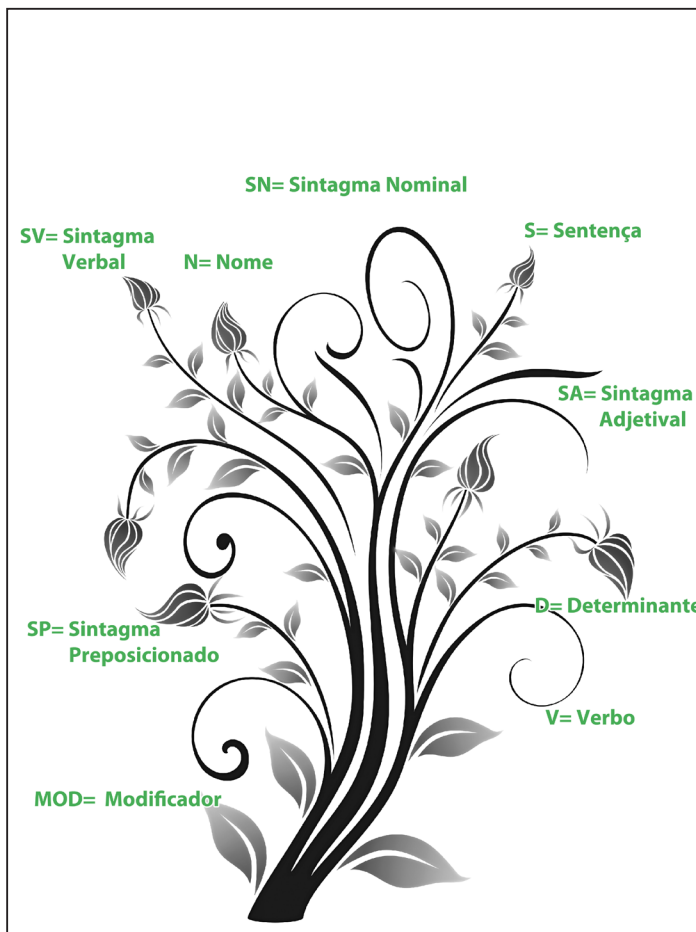 SN= Sintagma Nominal
SV= Sintagma
Verbal
N= Nome
S= Sentença
SA= Sintagma
Adjetival
D= Determinante
SP= Sintagma
Preposicionado
V= Verbo
MOD= Modificador